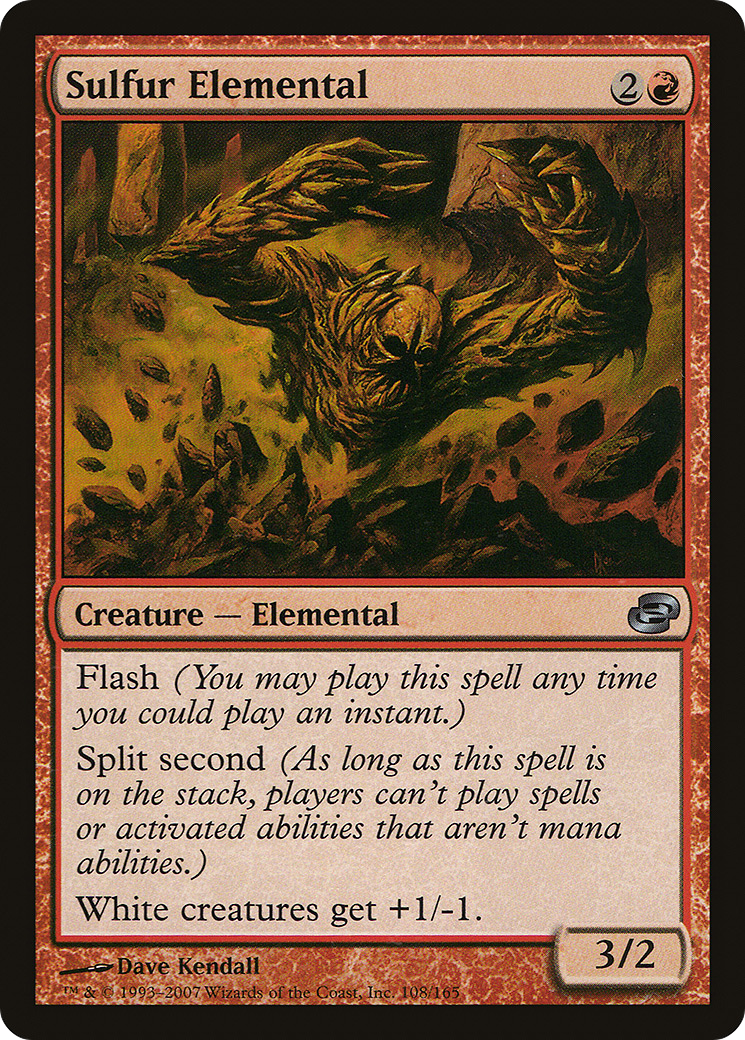 Sulfur Elemental 2
Creature — Elemental
Flash (You may play this spell any time
you could play an instant.)
Split second (As long as this spell is
on the stack, players can't play spells
or activated abilities that aren't mana
abilities.)
White creatures get +1/-1.
3/2
Dave Kendall
™ & © 1993–2007 Wizards of the Coast, Inc. 108/165